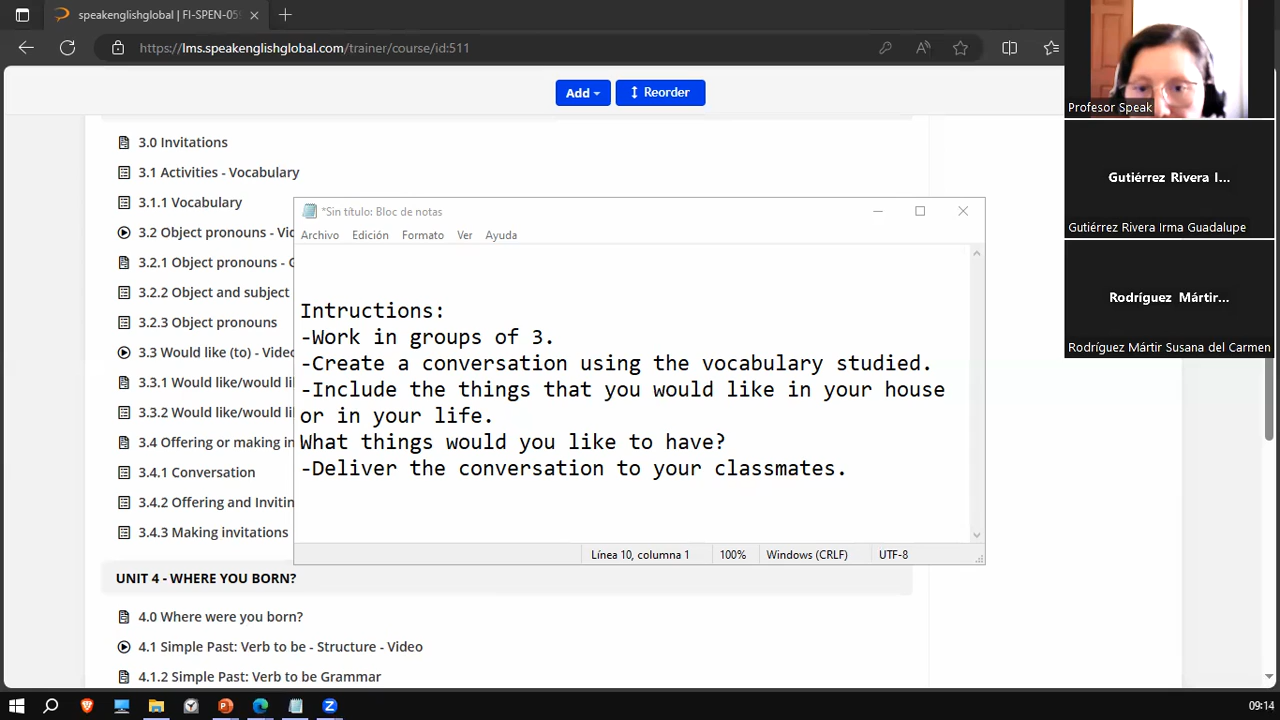 speakenglishglobal | FI-SPEN-05
https://lms.speakenglishglobal.com/trainer/course/id:511
Add
Reorder
3.0 Invitations
3.1 Activities - Vocabulary
3.1.1 Vocabulary
3.2 Object pronouns - Vid
3.2.1 Object pronouns - G
3.2.2 Object and subject
3.2.3 Object pronouns
3.3 Would like (to) - Video
3.3.1 Would like/would li
3.3.2 Would like/would li
3.4 Offering or making in
3.4.1 Conversation
3.4.2 Offering and Invitin
3.4.3 Making invitations
UNIT 4 - WHERE YOU BORN?
4.0 Where were you born?
4.1 Simple Past: Verb to be - Structure - Video
4.1.2 Simple Past: Verb to be Grammar
*Sin título: Bloc de notas
Archivo Edición Formato Ver Ayuda
Intructions:
-Work in groups of 3.
-Create a conversation using the vocabulary studied.
-Include the things that you would like in your house
or in your life.
What things would you like to have?
-Deliver the conversation to your classmates.
Línea 10, columna 1 100% Windows (CRLF) UTF-8
Profesor Speak
Gutiérrez Rivera I...
Gutiérrez Rivera Irma Guadalupe
Rodríguez Mártir...
Rodríguez Mártir Susana del Carmen
09:14